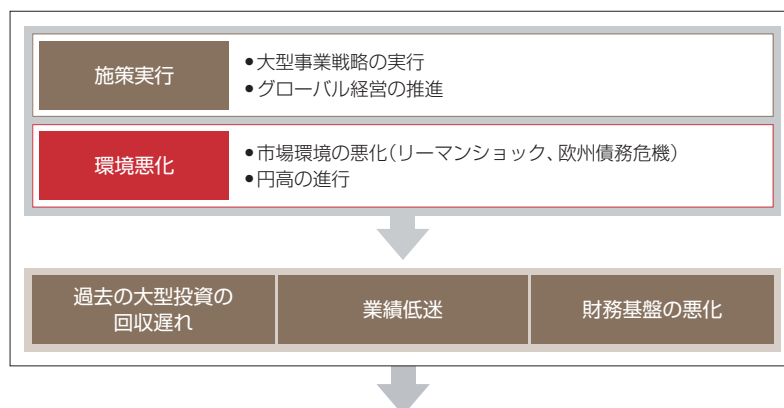 施策実行
•大型事業戦略の実行
•グローバル経営の推進
環境悪化
•市場環境の悪化(リーマンショック、欧州債務危機)
•円高の進行
過去の大型投資の
回収遅れ
業績低迷
財務基盤の悪化